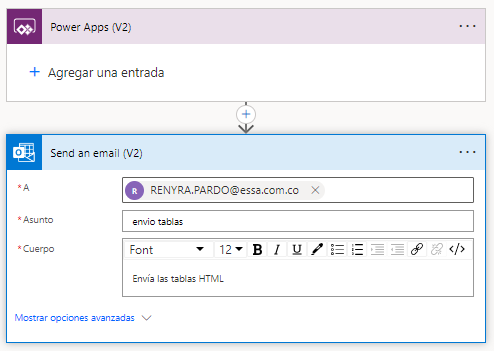 Power Apps (V2)
Agregar una entrada
Send an email (V2)
* A
R RENYRA.PARDO@essa.com.co
* Asunto
envio tablas
* Cuerpo
Font 12 B I U
Envía las tablas HTML
Mostrar opciones avanzadas